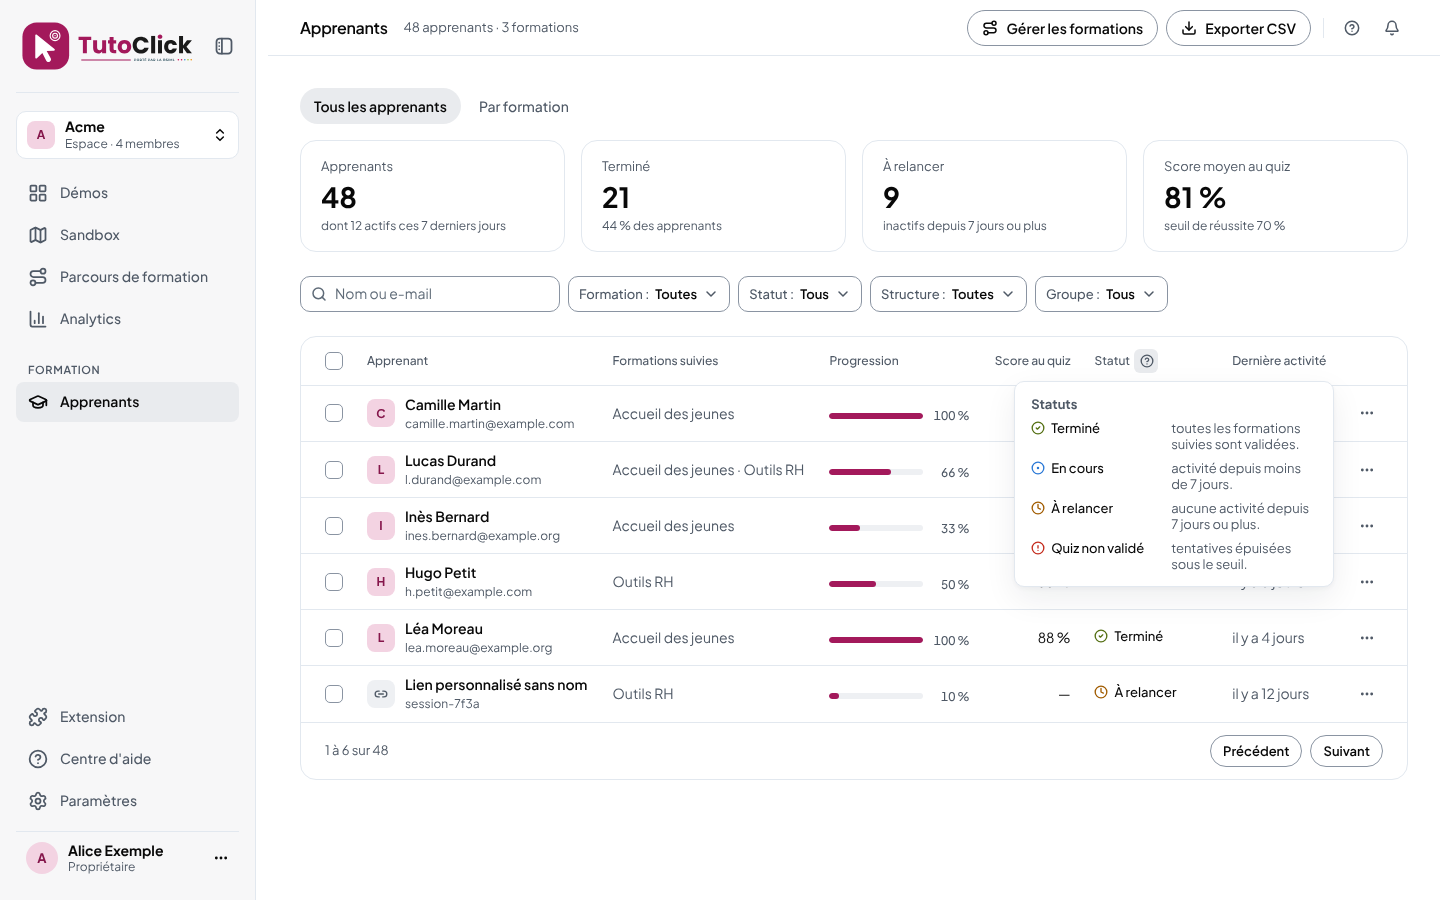 TutoClick
Acme
A
Espace · 4 membres
Démos
Sandbox
Parcours de formation
Analytics
FORMATION
Apprenants
Extension
Centre d'aide
Paramètres
A
Alice Exemple
Propriétaire
Apprenants
48 apprenants · 3 formations
Gérer les formations
Exporter CSV
Tous les apprenants
Par formation
Apprenants
48
dont 12 actifs ces 7 derniers jours
Terminé
21
44 % des apprenants
À relancer
9
inactifs depuis 7 jours ou plus
Score moyen au quiz
81 %
seuil de réussite 70 %
Nom ou e-mail
Formation : Toutes
Statut : Tous
Structure : Toutes
Groupe : Tous
Apprenant
Formations suivies
Progression
Score au quiz
Statut
Dernière activité
C
Camille Martin
camille.martin@example.com
Accueil des jeunes
100 %
L
Lucas Durand
l.durand@example.com
Accueil des jeunes · Outils RH
66 %
I
Inès Bernard
ines.bernard@example.org
Accueil des jeunes
33 %
H
Hugo Petit
h.petit@example.com
Outils RH
50 %
L
Léa Moreau
lea.moreau@example.org
Accueil des jeunes
100 %
88 %
Terminé
il y a 4 jours
Lien personnalisé sans nom
session-7f3a
Outils RH
10 %
—
À relancer
il y a 12 jours
Statuts
Terminé
toutes les formations
suivies sont validées.
En cours
activité depuis moins
de 7 jours.
À relancer
aucune activité depuis
7 jours ou plus.
Quiz non validé
tentatives épuisées
sous le seuil.
1 à 6 sur 48
Précédent
Suivant